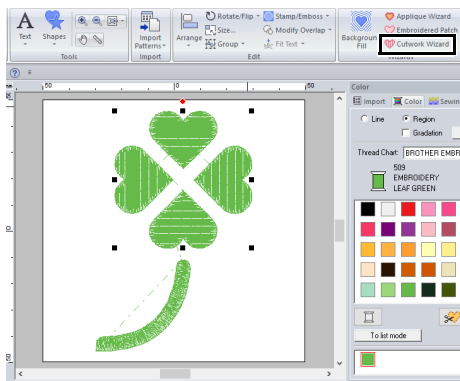 A
Text
Shapes
Tools
Import
Patterns
Import
Arrange
Rotate/Flip
Size...
Group
Stamp/Emboss
Modify Overlap
Fit Text
Edit
Fill
Applique Wizard
Embroidered Patch
Cutwork Wizard
50
0
50
Color
Import
Color
Sewin
Line
Region
Gradation
Thread Chart:
BROTHER EMBR
509
EMBROIDERY
LEAF GREEN
To list mode